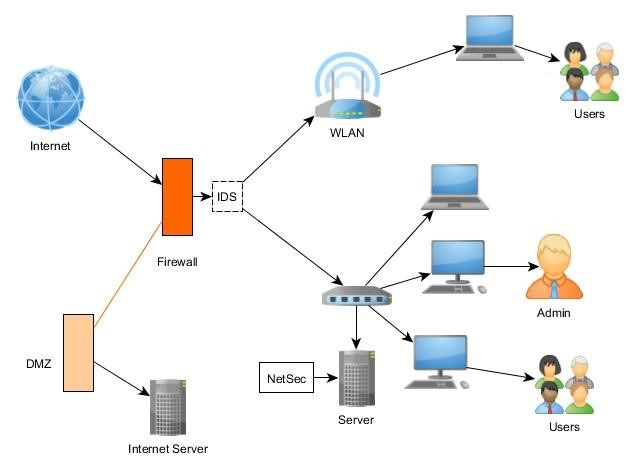 Users
WLAN
Internet
IDS
Firewall
Admin
DMZ
NetSec
Server
Users
Internet Server